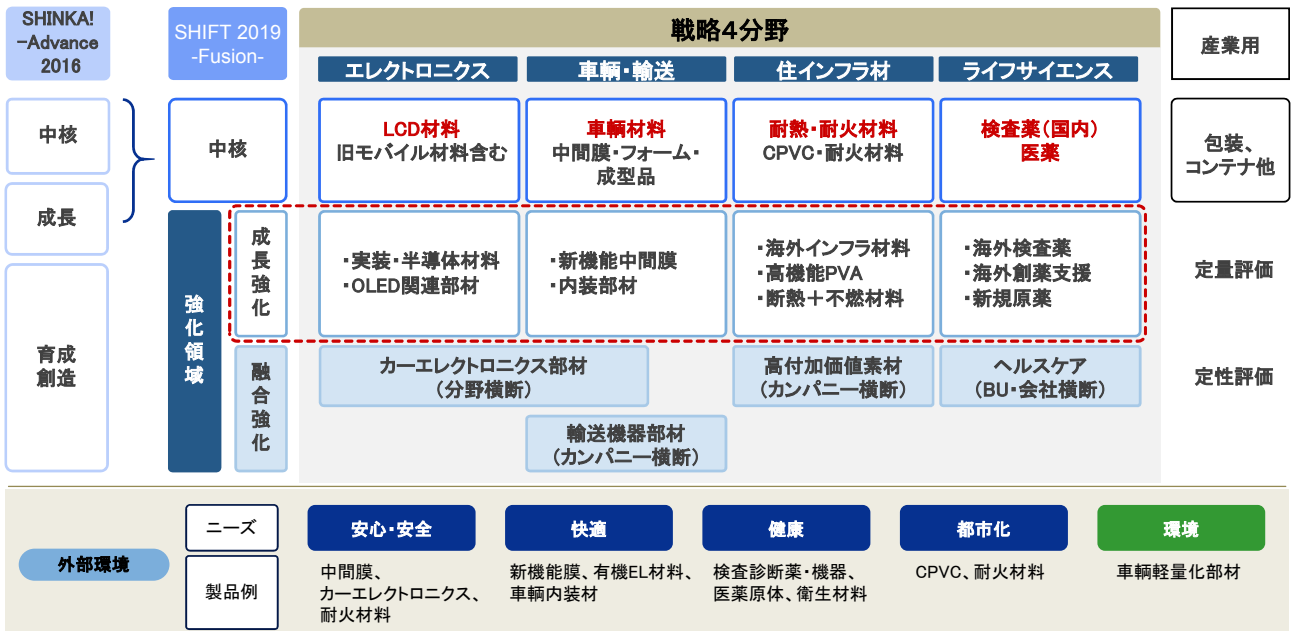 SHINKA!
-Advance
2016
SHIFT 2019
-Fusion-
戦略4分野
産業用
エレクトロニクス
車輌・輸送
住インフラ材
ライフサイエンス
中核
成長
育成
創造
中核
LCD材料
旧モバイル材料含む
車輌材料
中間膜・フォーム・
成型品
耐熱・耐火材料
CPVC・耐火材料
検査薬(国内)
医薬
包装、
コンテナ他
強化領域
成長強化
・実装・半導体材料
・OLED関連部材
・新機能中間膜
・内装部材
・海外インフラ材料
・高機能PVA
・断熱+不燃材料
・海外検査薬
・海外創薬支援
・新規原薬
定量評価
融合強化
カーエレクトロニクス部材
(分野横断)
高付加価値素材
(カンパニー横断)
ヘルスケア
(BU・会社横断)
定性評価
輸送機器部材
(カンパニー横断)
外部環境
ニーズ
安心・安全
快適
健康
都市化
環境
製品例
中間膜、
カーエレクトロニクス、
耐火材料
新機能膜、有機EL材料、
車輌内装材
検査診断薬・機器、
医薬原体、衛生材料
CPVC、耐火材料
車輌軽量化部材